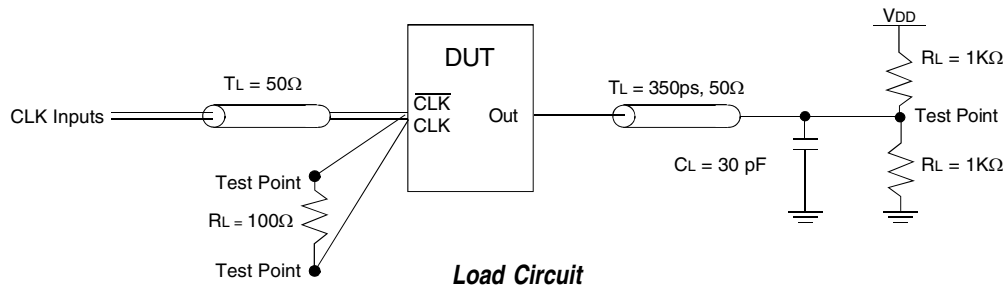 VDD
DUT
RL = 1KΩ
TL = 50Ω
TL = 350ps, 50Ω
CLK Inputs
CLK
CLK
Out
Test Point
CL = 30 pF
RL = 1KΩ
Test Point
RL = 100Ω
Test Point
Load Circuit